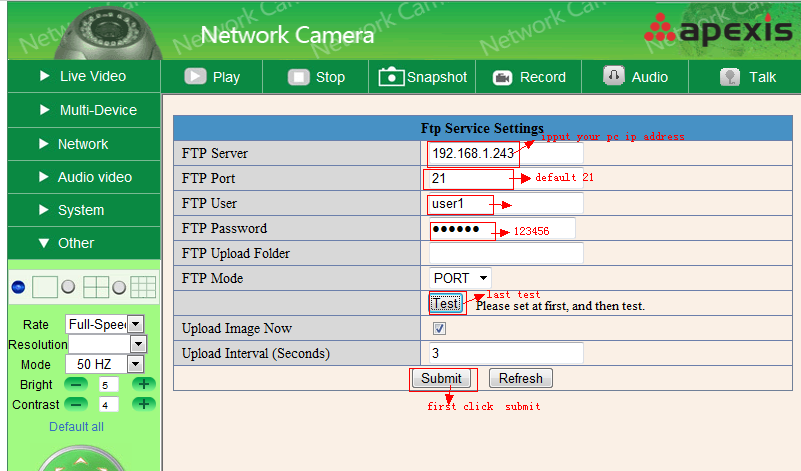 Network Camera
apexis
Live Video
Play
Stop
Snapshot
Record
Audio
Talk
Multi-Device
Network
Audio video
System
Other
Ftp Service Settings
ipput your pc ip address
FTP Server 192.168.1.243
FTP Port 21 default 21
FTP User user1
FTP Password ●●●●●● 123456
FTP Upload Folder
FTP Mode PORT
last test
Test Please set at first, and then test.
Upload Image Now
Upload Interval (Seconds) 3
Submit Refresh
first click submit
Rate Full-Speed
Resolution
Mode 50 HZ
Bright 5
Contrast 4
Default all